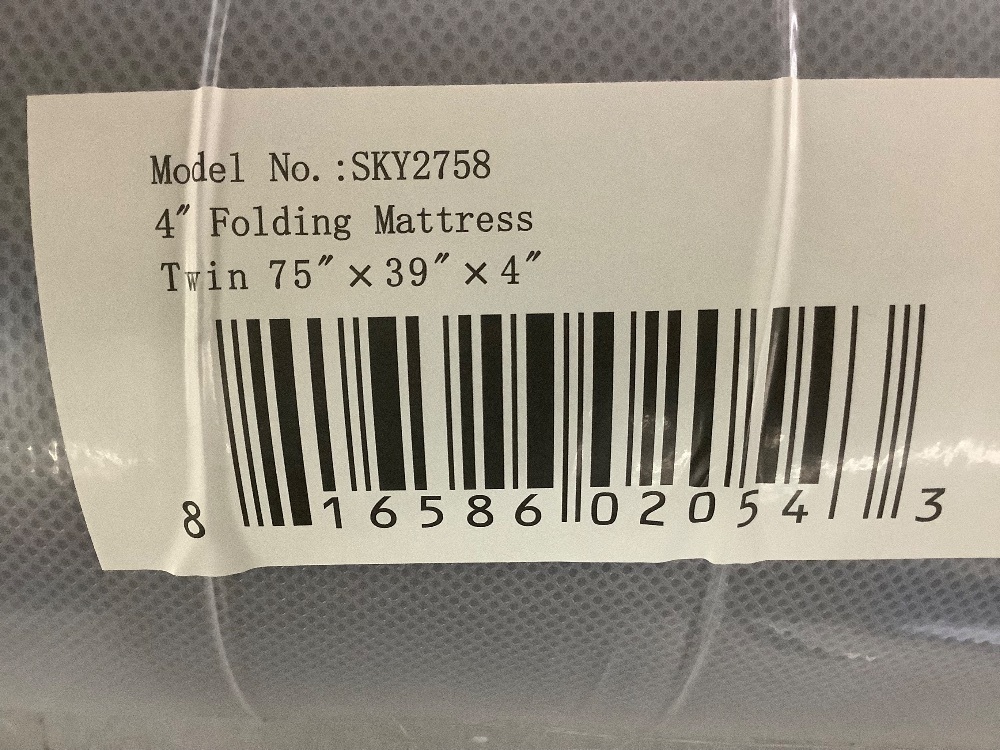 Model No.:SKY2758
4″ Folding Mattress
Twin 75″×39″×4″
8 16586 02054 3